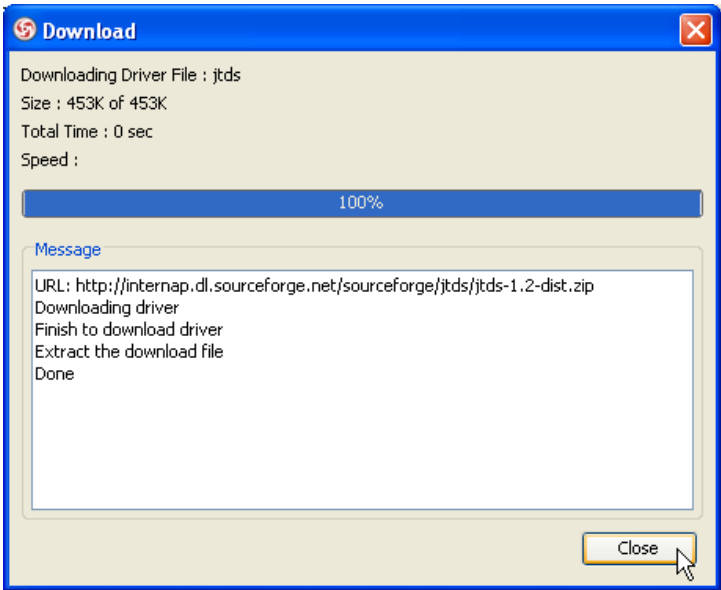 Download
Downloading Driver File : jtds
Size : 453K of 453K
Total Time : 0 sec
Speed :
100%
Message
URL: http://internap.dl.sourceforge.net/sourceforge/jtds/jtds-1.2-dist.zip
Downloading driver
Finish to download driver
Extract the download file
Done
Close